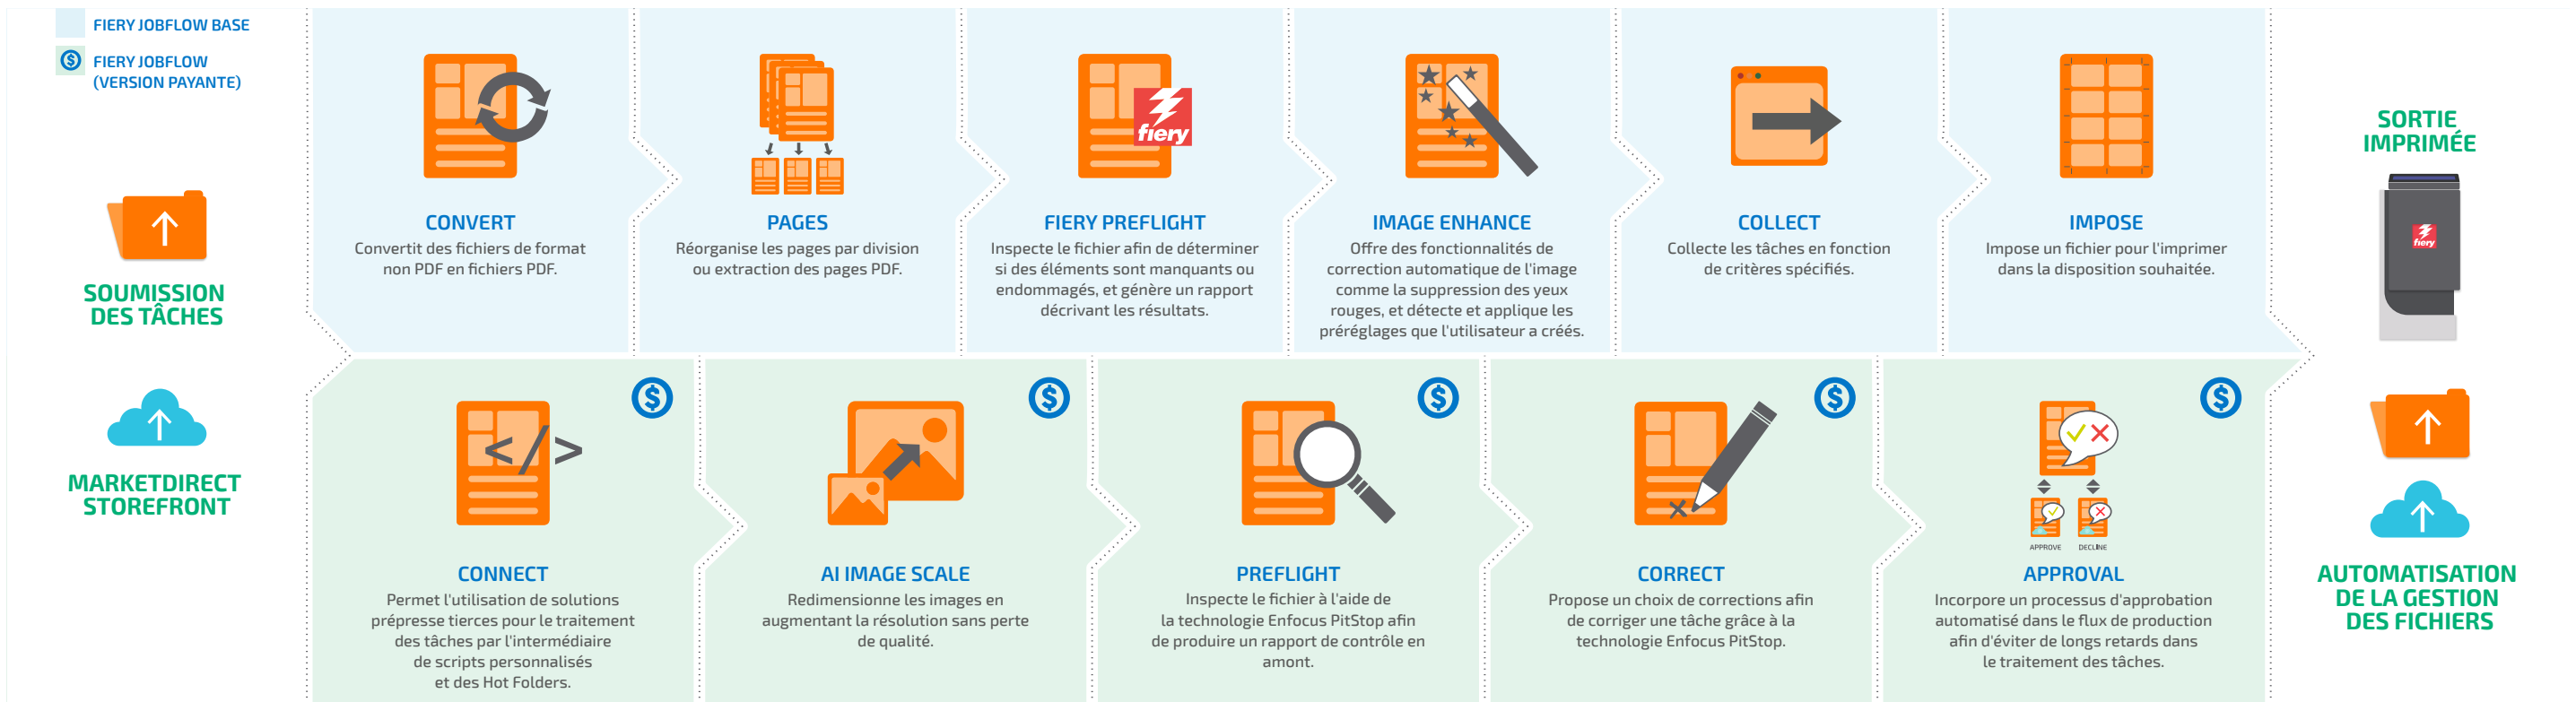 FIERY JOBFLOW BASE
FIERY JOBFLOW
(VERSION PAYANTE)
SOUMISSION
DES TÂCHES
MARKETDIRECT
STOREFRONT
fiery
CONVERT
Convertit des fichiers de format
non PDF en fichiers PDF.
PAGES
Réorganise les pages par division
ou extraction des pages PDF.
FIERY PREFLIGHT
Inspecte le fichier afin de déterminer
si des éléments sont manquants ou
endommagés, et génère un rapport
décrivant les résultats.
IMAGE ENHANCE
Offre des fonctionnalités de
correction automatique de l'image
comme la suppression des yeux
rouges, et détecte et applique les
préréglages que l'utilisateur a créés.
COLLECT
Collecte les tâches en fonction
de critères spécifiés.
IMPOSE
Impose un fichier pour l'imprimer
dans la disposition souhaitée.
$
</>
CONNECT
Permet l'utilisation de solutions
prépresse tierces pour le traitement
des tâches par l'intermédiaire
de scripts personnalisés
et des Hot Folders.
$
AI IMAGE SCALE
Redimensionne les images en
augmentant la résolution sans perte
de qualité.
$
PREFLIGHT
Inspecte le fichier à l'aide de
la technologie Enfocus PitStop afin
de produire un rapport de contrôle en
amont.
$
CORRECT
Propose un choix de corrections afin
de corriger une tâche grâce à la
technologie Enfocus PitStop.
$
APPROVE
DECLINE
APPROVAL
Incorpore un processus d'approbation
automatisé dans le flux de production
afin d'éviter de longs retards dans
le traitement des tâches.
SORTIE
IMPRIMÉE
fiery
AUTOMATISATION
DE LA GESTION
DES FICHIERS